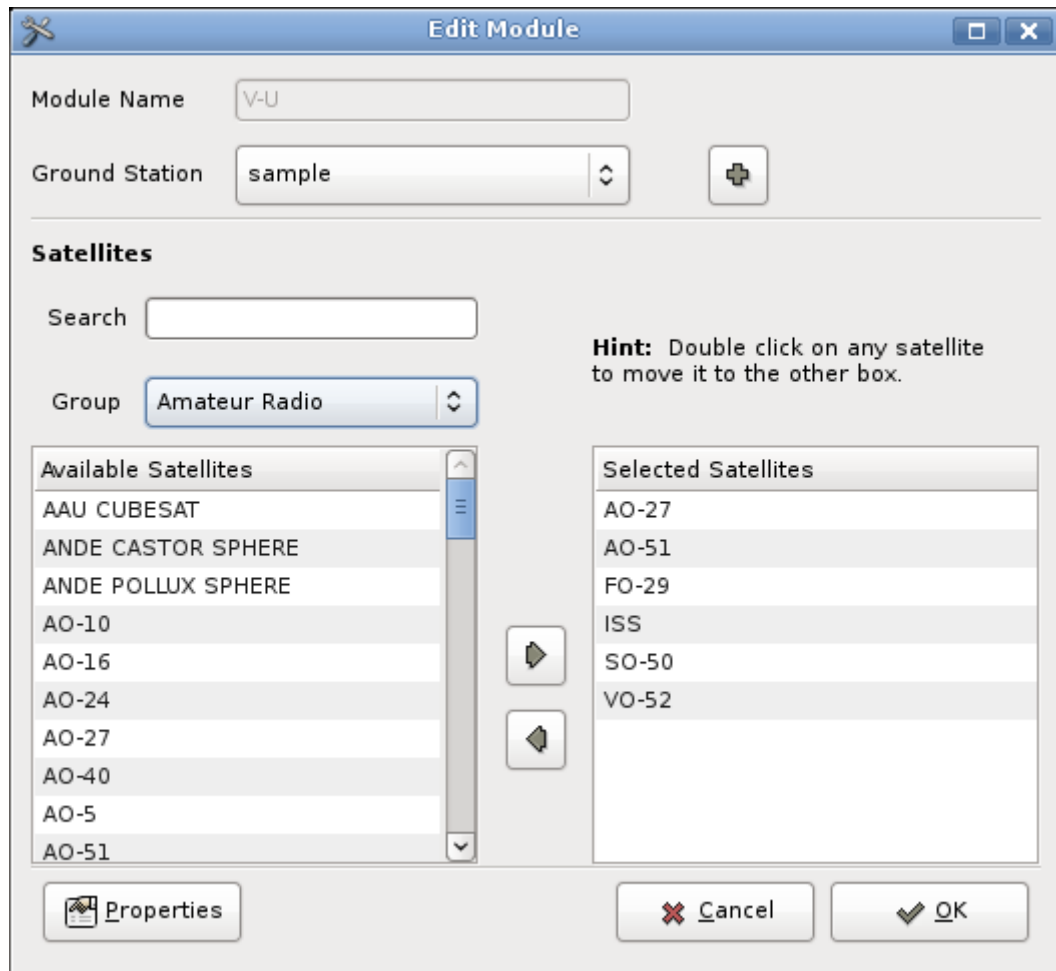 Edit Module
Module Name V-U
Ground Station sample
Satellites
Search
Hint: Double click on any satellite
to move it to the other box.
Group Amateur Radio
Available Satellites
AAU CUBESAT
ANDE CASTOR SPHERE
ANDE POLLUX SPHERE
AO-10
AO-16
AO-24
AO-27
AO-40
AO-5
AO-51
Selected Satellites
AO-27
AO-51
FO-29
ISS
SO-50
VO-52
Properties
Cancel
OK